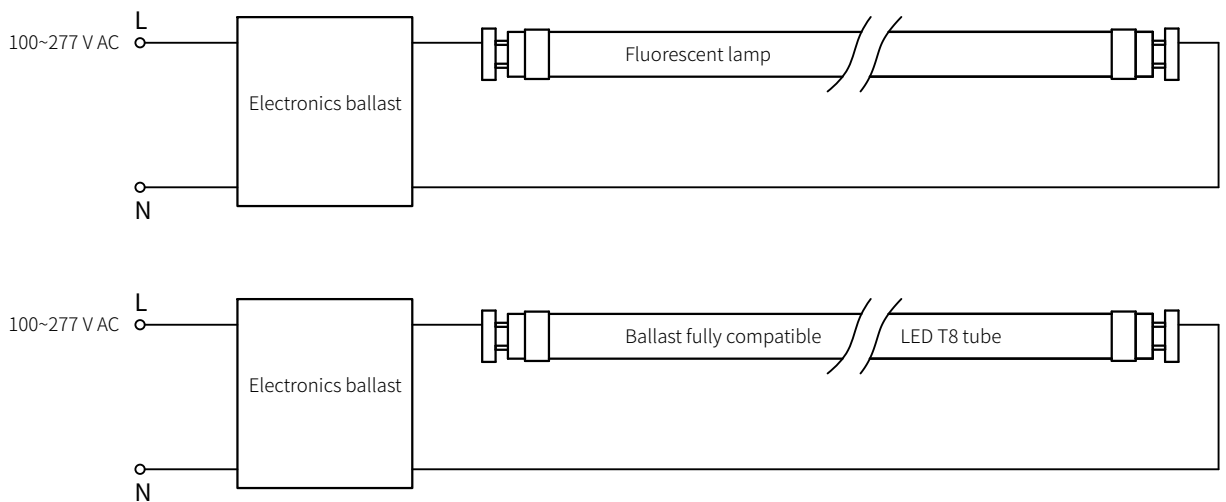 L
100~277 V AC
Fluorescent lamp
Electronics ballast
N
L
100~277 V AC
Ballast fully compatible LED T8 tube
Electronics ballast
N